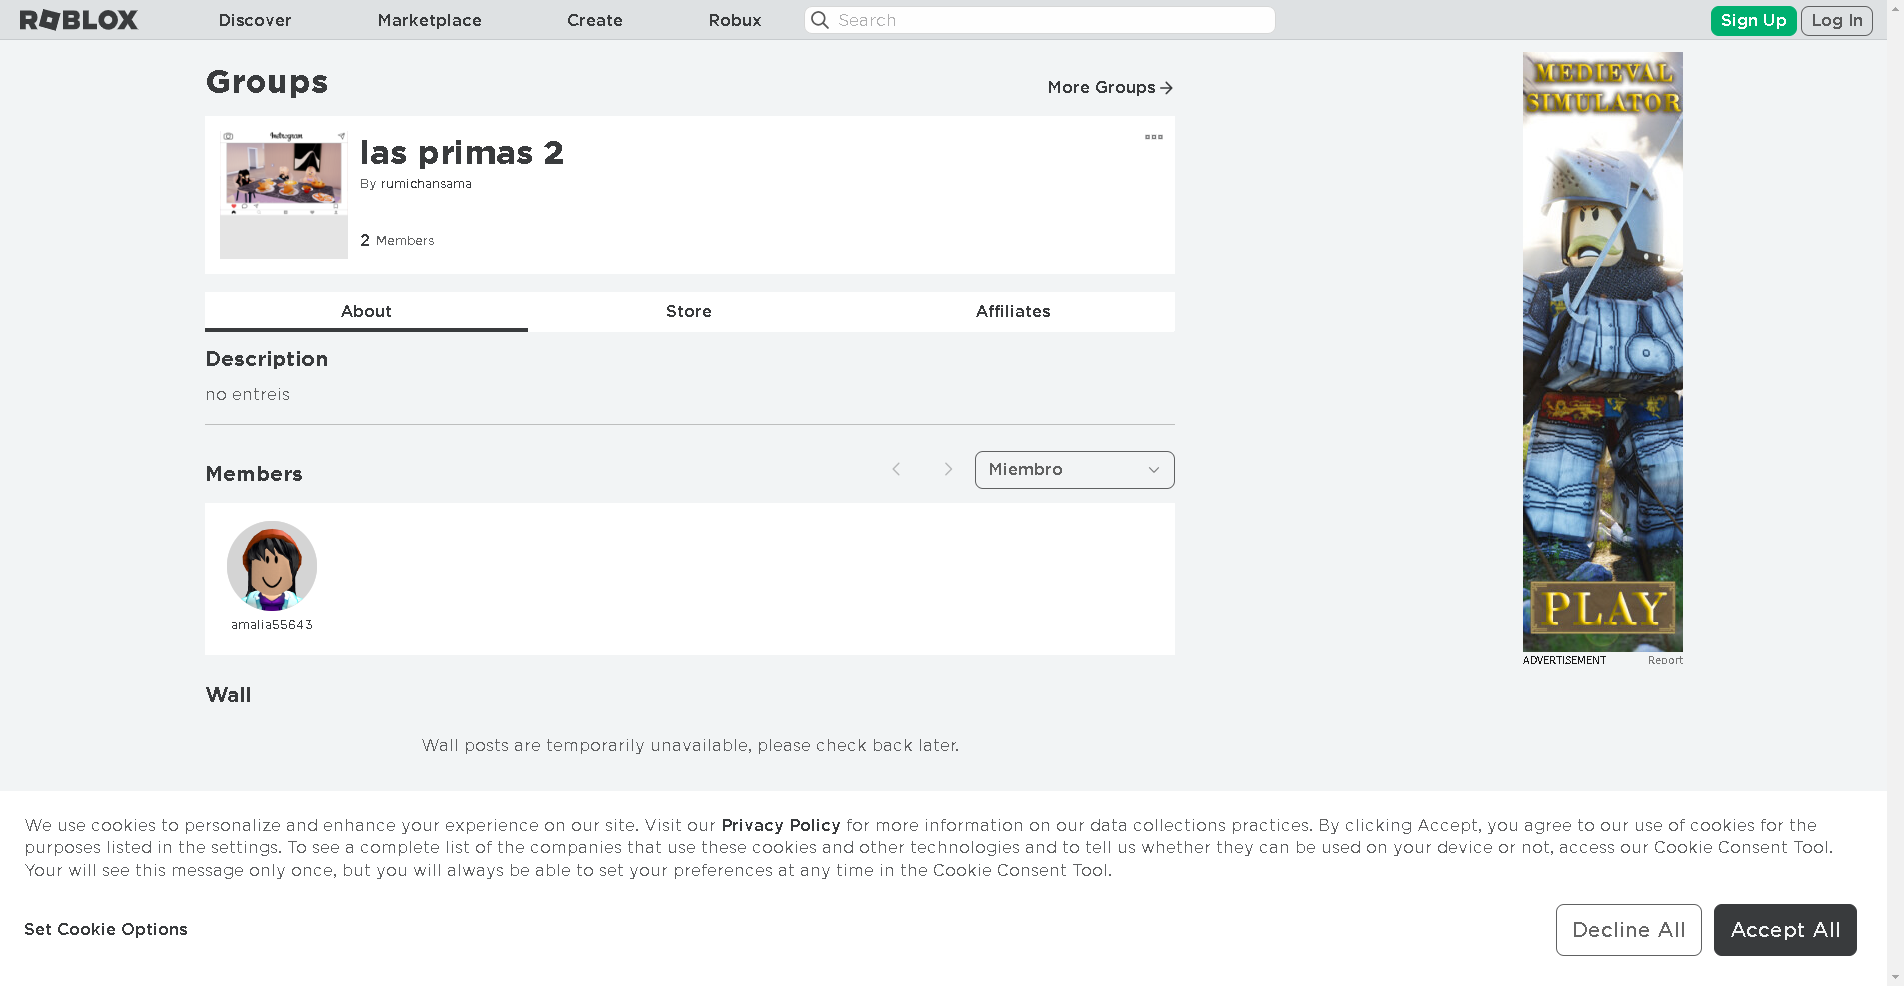 ROBLOX
Discover
Marketplace
Create
Robux
Search
Sign Up
Log In
Groups
More Groups
las primas 2
By rumichansama
2 Members
About
Store
Affiliates
Description
no entreis
Members
Miembro
amalia55643
Wall
Wall posts are temporarily unavailable, please check back later.
MEDIEVAL
SIMULATOR
PLAY
ADVERTISEMENT
Report
We use cookies to personalize and enhance your experience on our site. Visit our Privacy Policy for more information on our data collections practices. By clicking Accept, you agree to our use of cookies for the
purposes listed in the settings. To see a complete list of the companies that use these cookies and other technologies and to tell us whether they can be used on your device or not, access our Cookie Consent Tool.
Your will see this message only once, but you will always be able to set your preferences at any time in the Cookie Consent Tool.
Set Cookie Options
Decline All
Accept All